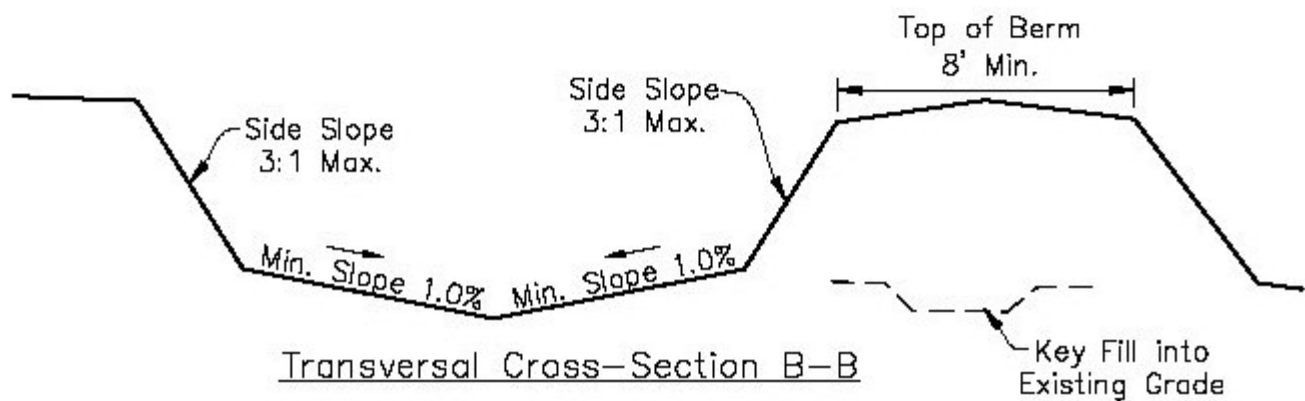 Top of Berm
8' Min.
Side Slope
3:1 Max.
Side Slope
3:1 Max.
Min. Slope 1.0%
Min. Slope 1.0%
Key Fill into
Existing Grade
Transversal Cross-Section B-B